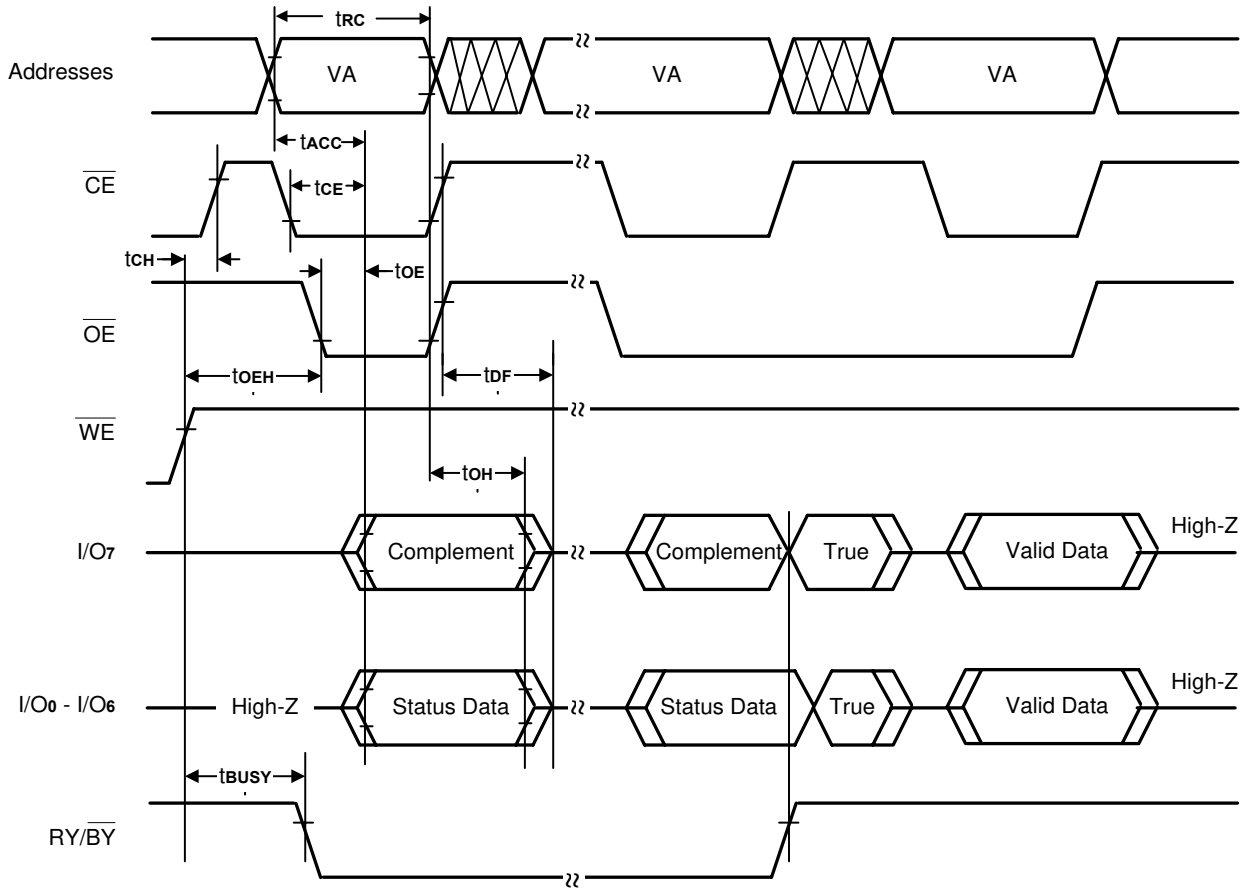 tRC
Addresses VA VA VA
tACC
CE tCE
tCH tOE
OE
tOEH tDF
WE
tOH
I/O7 Complement Complement True Valid Data High-Z
I/O0 - I/O6 High-Z Status Data Status Data True Valid Data High-Z
tBUSY
RY/BY